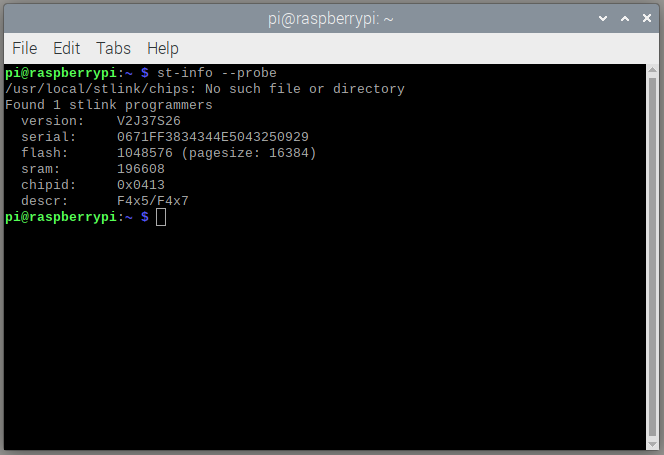 pi@raspberrypi: ~
File Edit Tabs Help
pi@raspberrypi:~ $ st-info --probe
/usr/local/stlink/chips: No such file or directory
Found 1 stlink programmers
  version:    V2J37S26
  serial:     0671FF3834344E5043250929
  flash:      1048576 (pagesize: 16384)
  sram:       196608
  chipid:     0x0413
  descr:      F4x5/F4x7
pi@raspberrypi:~ $